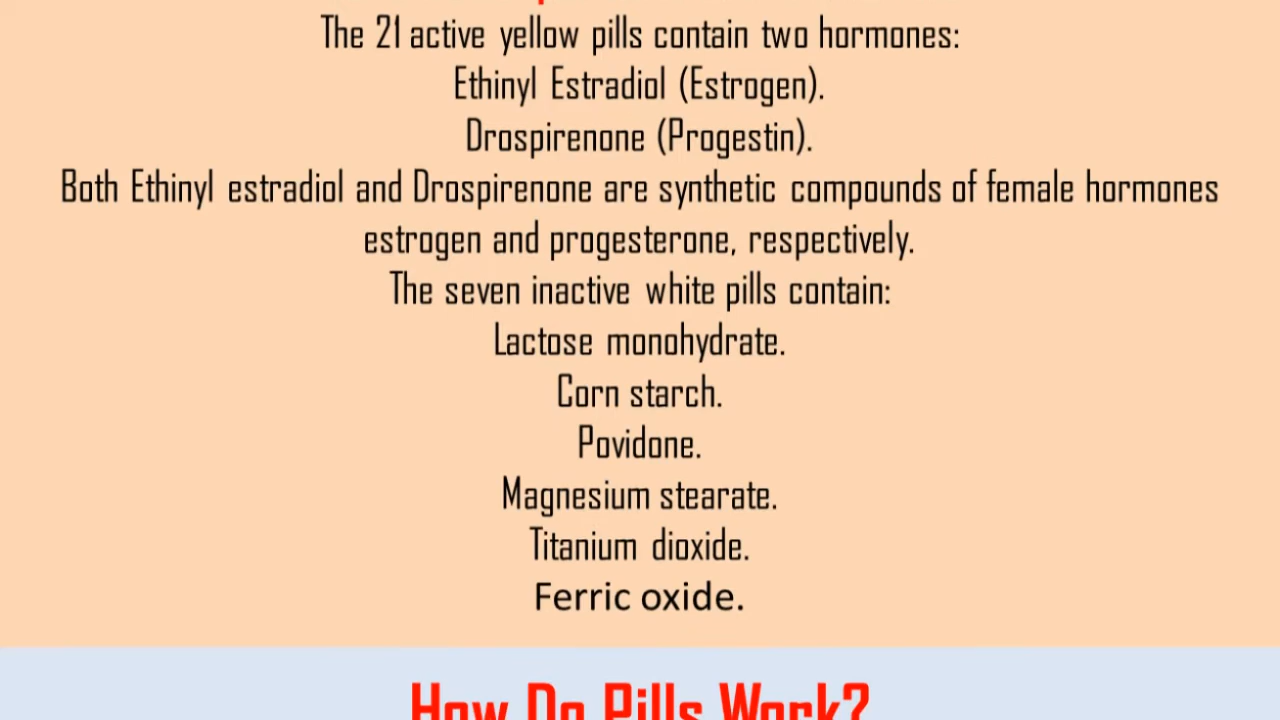 The 21 active yellow pills contain two hormones:
Ethinyl Estradiol (Estrogen).
Drospirenone (Progestin).
Both Ethinyl estradiol and Drospirenone are synthetic compounds of female hormones
estrogen and progesterone, respectively.
The seven inactive white pills contain:
Lactose monohydrate.
Corn starch.
Povidone.
Magnesium stearate.
Titanium dioxide.
Ferric oxide.
How Do Pills Work?